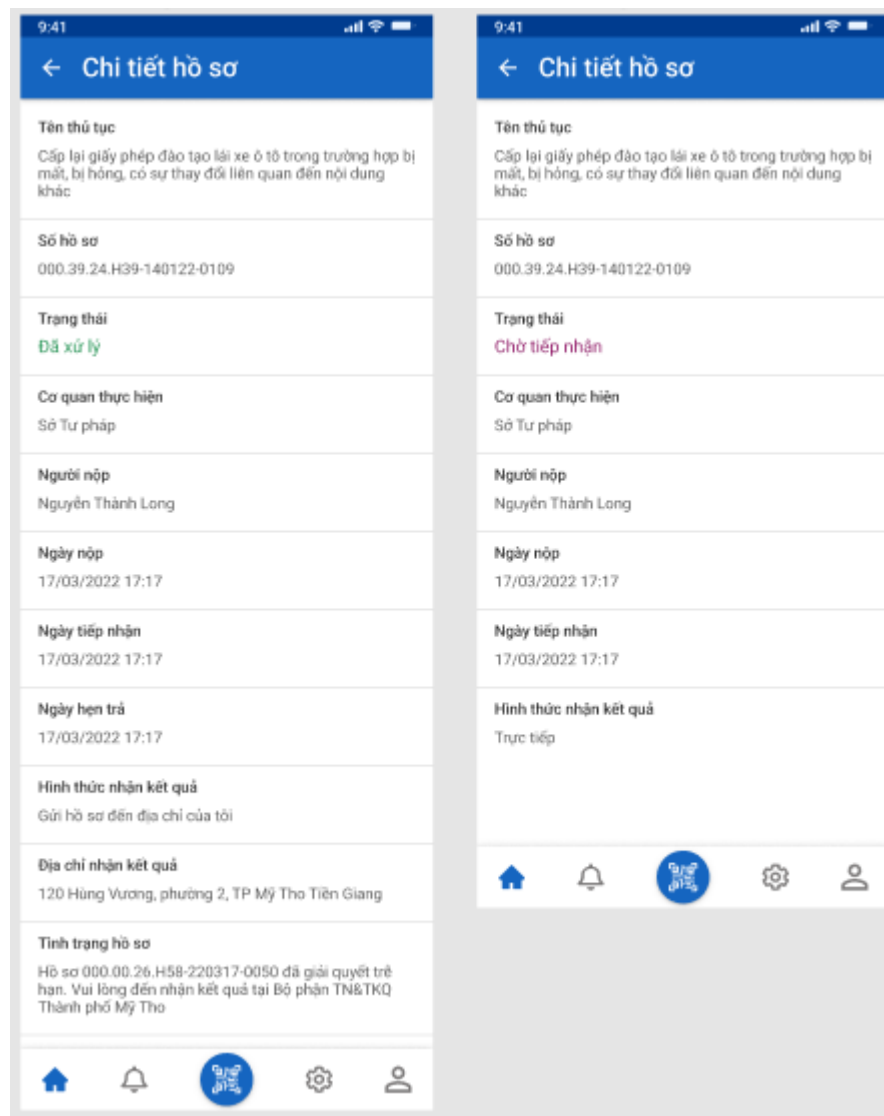 9:41
Chi tiết hồ sơ
Tên thủ tục
Cấp lại giấy phép đào tạo lái xe ô tô trong trường hợp bị
mất, bị hỏng, có sự thay đổi liên quan đến nội dung
khác
Số hồ sơ
000.39.24.H39-140122-0109
Trạng thái
Đã xử lý
Cơ quan thực hiện
Sở Tư pháp
Người nộp
Nguyễn Thành Long
Ngày nộp
17/03/2022 17:17
Ngày tiếp nhận
17/03/2022 17:17
Ngày hẹn trả
17/03/2022 17:17
Hình thức nhận kết quả
Gửi hồ sơ đến địa chỉ của tôi
Địa chỉ nhận kết quả
120 Hùng Vương, phường 2, TP Mỹ Tho Tiền Giang
Tình trạng hồ sơ
Hồ sơ 000.00.26.H58-220317-0050 đã giải quyết trễ
hạn. Vui lòng đến nhận kết quả tại Bộ phận TN&TKQ
Thành phố Mỹ Tho
9:41
Chi tiết hồ sơ
Tên thủ tục
Cấp lại giấy phép đào tạo lái xe ô tô trong trường hợp bị
mất, bị hỏng, có sự thay đổi liên quan đến nội dung
khác
Số hồ sơ
000.39.24.H39-140122-0109
Trạng thái
Chờ tiếp nhận
Cơ quan thực hiện
Sở Tư pháp
Người nộp
Nguyễn Thành Long
Ngày nộp
17/03/2022 17:17
Ngày tiếp nhận
17/03/2022 17:17
Hình thức nhận kết quả
Trực tiếp